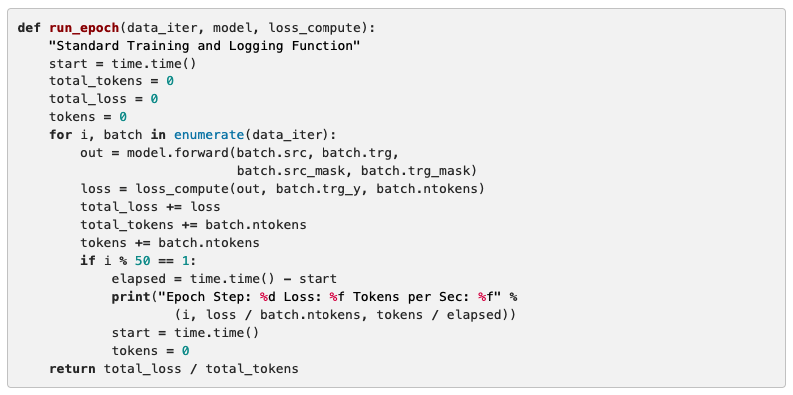 def run_epoch(data_iter, model, loss_compute):
    "Standard Training and Logging Function"
    start = time.time()
    total_tokens = 0
    total_loss = 0
    tokens = 0
    for i, batch in enumerate(data_iter):
        out = model.forward(batch.src, batch.trg,
                            batch.src_mask, batch.trg_mask)
        loss = loss_compute(out, batch.trg_y, batch.ntokens)
        total_loss += loss
        total_tokens += batch.ntokens
        tokens += batch.ntokens
        if i % 50 == 1:
            elapsed = time.time() - start
            print("Epoch Step: %d Loss: %f Tokens per Sec: %f" %
                    (i, loss / batch.ntokens, tokens / elapsed))
            start = time.time()
            tokens = 0
    return total_loss / total_tokens